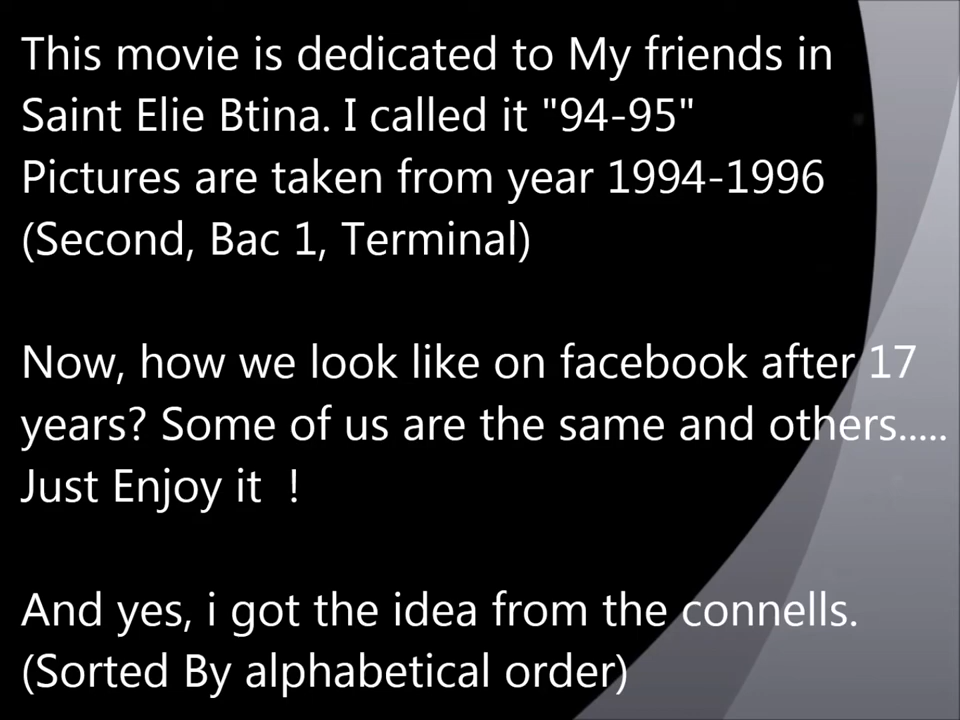 This movie is dedicated to My friends in
Saint Elie Btina. I called it "94-95"
Pictures are taken from year 1994-1996
(Second, Bac 1, Terminal)
Now, how we look like on facebook after 17
years? Some of us are the same and others.....
Just Enjoy it  !
And yes, i got the idea from the connells.
(Sorted By alphabetical order)